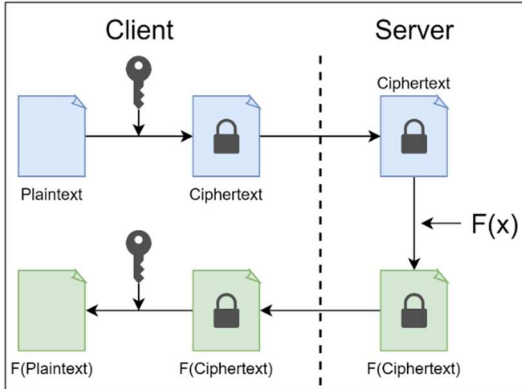 Client
Server
Ciphertext
Plaintext
Ciphertext
F(x)
F(Plaintext)
F(Ciphertext)
F(Ciphertext)